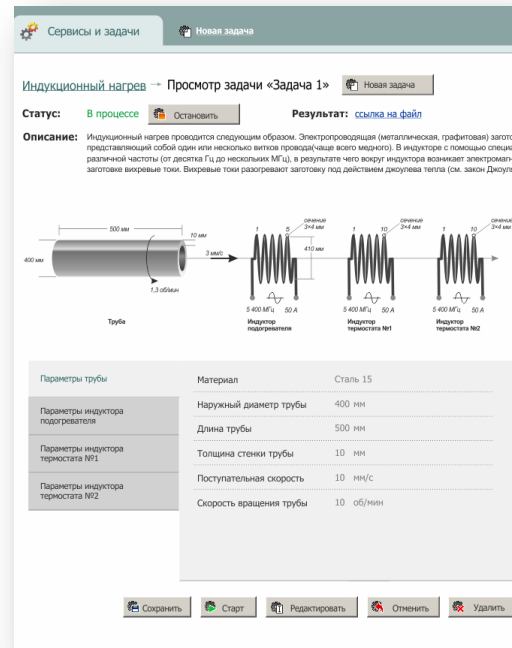 Сервисы и задачи
Новая задача
Индукционный нагрев → Просмотр задачи «Задача 1»
Новая задача
Статус: В процессе Остановить Результат: ссылка на файл
Описание: Индукционный нагрев проводится следующим образом. Электропроводящая (металлическая, графитовая) загото
представляющий собой один или несколько витков провода(чаще всего медного). В индукторе с помощью специа
различной частоты (от десятка Гц до нескольких МГц), в результате чего вокруг индуктора возникает электромагн
заготовке вихревые токи. Вихревые токи разогревают заготовку под действием джоулева тепла (см. закон Джоуля
500 мм
10 мм
400 мм
1,3 об/мин
Труба
3 мм/с
1 5 сечение 3×4 мм
410 мм
5 400 МГц 50 А
Индуктор
подогревателя
1 10 сечение 3×4 мм
5 400 МГц 50 А
Индуктор
термостата №1
1 10 сечение 3×4 мм
5 400 МГц 50 А
Индуктор
термостата №2
Параметры трубы
Параметры индуктора
подогревателя
Параметры индуктора
термостата №1
Параметры индуктора
термостата №2
Материал Сталь 15
Наружный диаметр трубы 400 мм
Длина трубы 500 мм
Толщина стенки трубы 10 мм
Поступательная скорость 10 мм/с
Скорость вращения трубы 10 об/мин
Сохранить Старт Редактировать Отменить Удалить